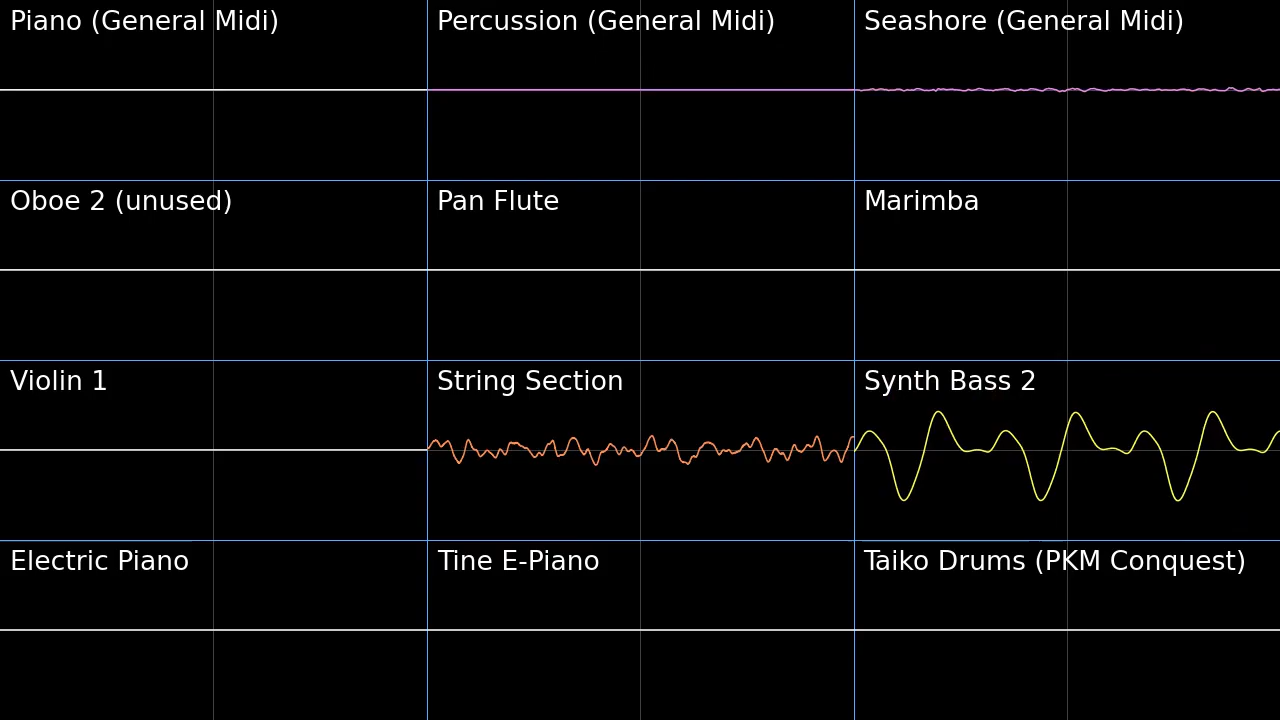 Piano (General Midi)
Percussion (General Midi)
Seashore (General Midi)
Oboe 2 (unused)
Pan Flute
Marimba
Violin 1
String Section
Synth Bass 2
Electric Piano
Tine E-Piano
Taiko Drums (PKM Conquest)